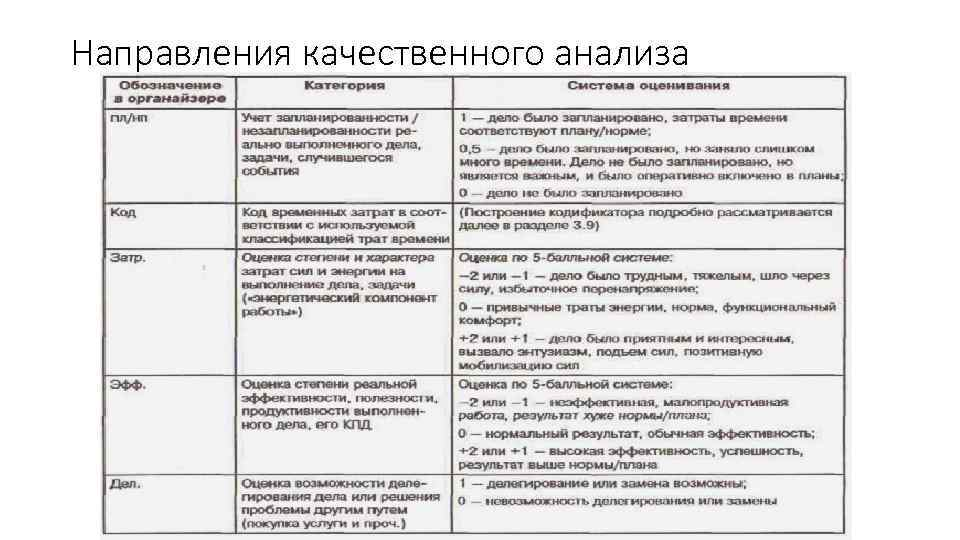 Направления качественного анализа
Обозначение
в органайзере
Категория
Система оценивания
ПЛ/НП
Учет запланированности /
незапланированности ре-
ально выполненного дела,
задачи, случившегося
события
1 — дело было запланировано, затраты времени
соответствуют плану/норме;
0,5 — дело было запланировано, но заняло слишком
много времени. Дело не было запланировано, но
является важным, и было оперативно включено в планы;
0 — дело не было запланировано
Код
Код временных затрат в соот-
ветствии с используемой
классификацией трат времени
(Построение кодификатора подробно рассматривается
далее в разделе 3.9)
Затр.
Оценка степени и характера
затрат сил и энергии на
выполнение дела, задачи
(«энергетический компонент
работы»)
Оценка по 5-балльной системе:
−2 или −1 — дело было трудным, тяжелым, шло через
силу, избыточное перенапряжение;
0 — привычные траты энергии, норма, функциональный
комфорт;
+2 или +1 — дело было приятным и интересным,
вызвало энтузиазм, подъем сил, позитивную
мобилизацию сил
Эфф.
Оценка степени реальной
эффективности, полезности,
продуктивности выполнен-
ного дела, его КПД
Оценка по 5-балльной системе:
−2 или −1 — неэффективная, малопродуктивная
работа, результат хуже нормы/плана;
0 — нормальный результат, обычная эффективность;
+2 или +1 — высокая эффективность, успешность,
результат выше нормы/плана
Дел.
Оценка возможности деле-
гирования дела или решения
проблемы другим путем
(покупка услуги и проч.)
1 — делегирование или замена возможны;
0 — невозможность делегирования или замены